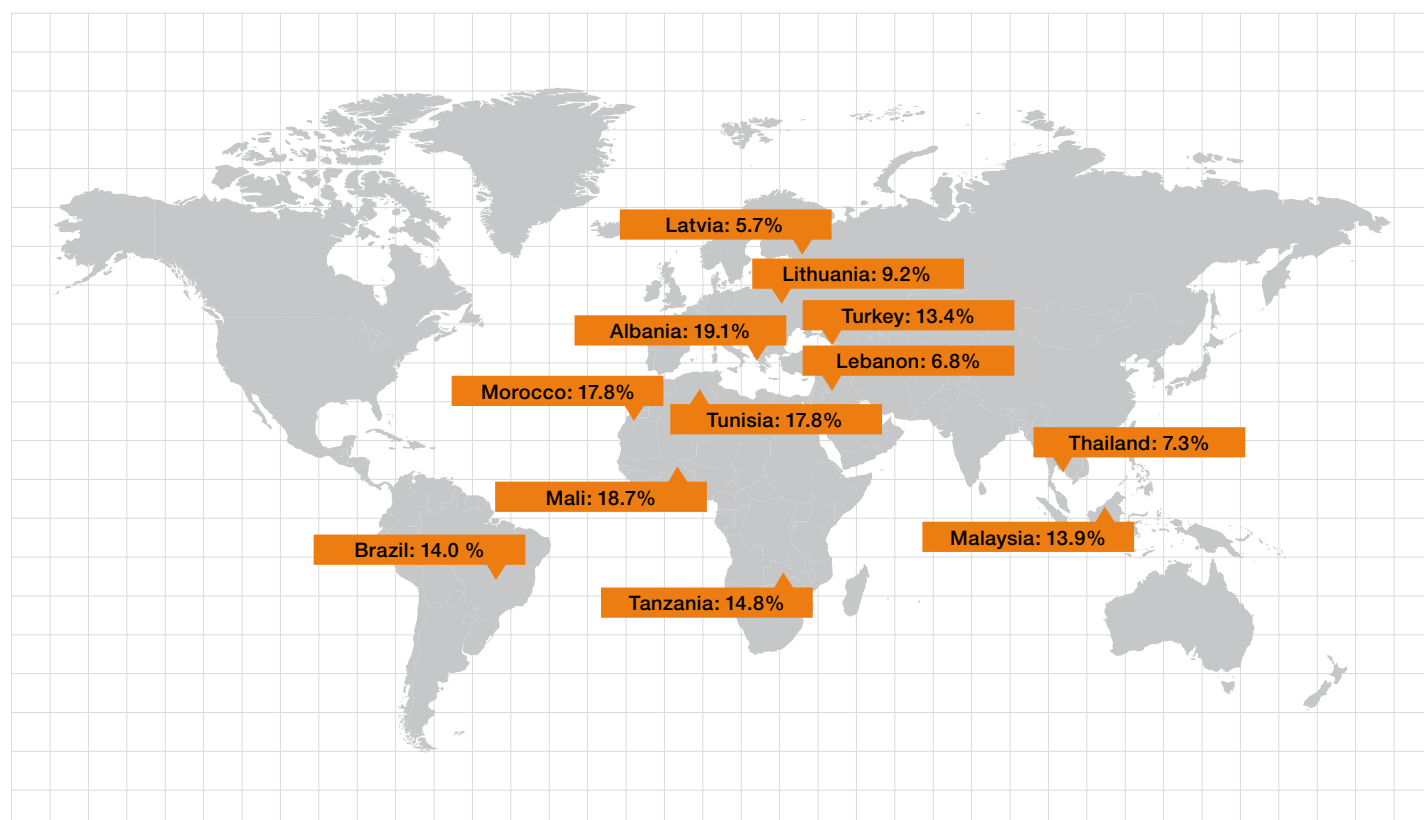 Latvia: 5.7%
Lithuania: 9.2%
Turkey: 13.4%
Albania: 19.1%
Lebanon: 6.8%
Morocco: 17.8%
Tunisia: 17.8%
Thailand: 7.3%
Mali: 18.7%
Malaysia: 13.9%
Brazil: 14.0 %
Tanzania: 14.8%